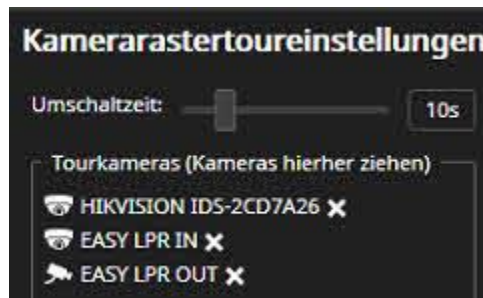 Kamerarastertoureinstellungen
Umschaltzeit: 10s
Tourkameras (Kameras hierher ziehen)
HIKVISION IDS-2CD7A26
EASY LPR IN
EASY LPR OUT